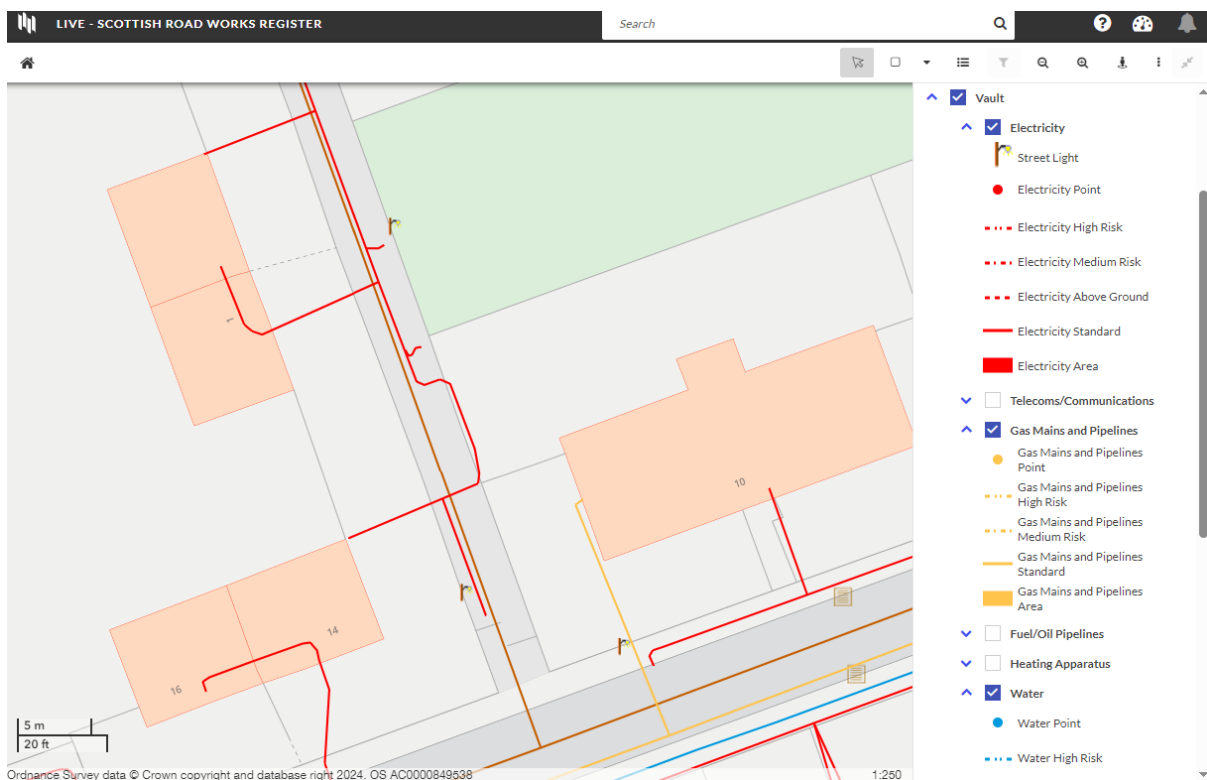 LIVE - SCOTTISH ROAD WORKS REGISTER
Search
?
Vault
Electricity
Street Light
Electricity Point
Electricity High Risk
Electricity Medium Risk
Electricity Above Ground
Electricity Standard
Electricity Area
Telecoms/Communications
Gas Mains and Pipelines
Gas Mains and Pipelines
Point
Gas Mains and Pipelines
High Risk
Gas Mains and Pipelines
Medium Risk
Gas Mains and Pipelines
Standard
Gas Mains and Pipelines
Area
Fuel/Oil Pipelines
Heating Apparatus
Water
Water Point
Water High Risk
1
10
14
16
5 m
20 ft
Ordnance Survey data © Crown copyright and database right 2024. OS AC0000849538
1:250